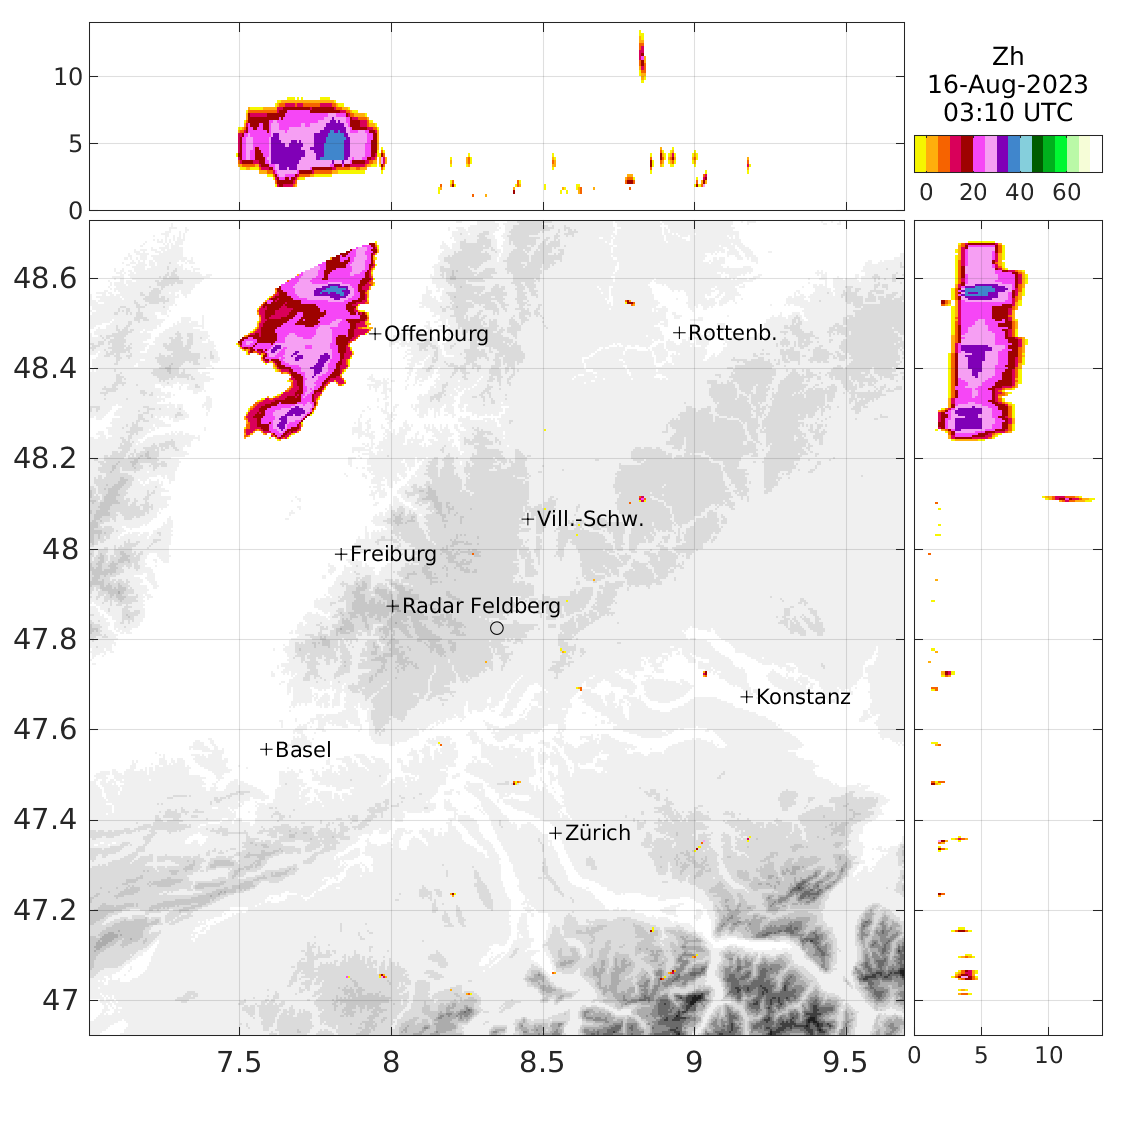 10
5
0
Zh
16-Aug-2023
03:10 UTC
0 20 40 60
48.6
48.4
48.2
48
47.8
47.6
47.4
47.2
47
Offenburg
Rottenb.
Vill.-Schw.
Freiburg
Radar Feldberg
Konstanz
Basel
Zürich
7.5 8 8.5 9 9.5
0 5 10